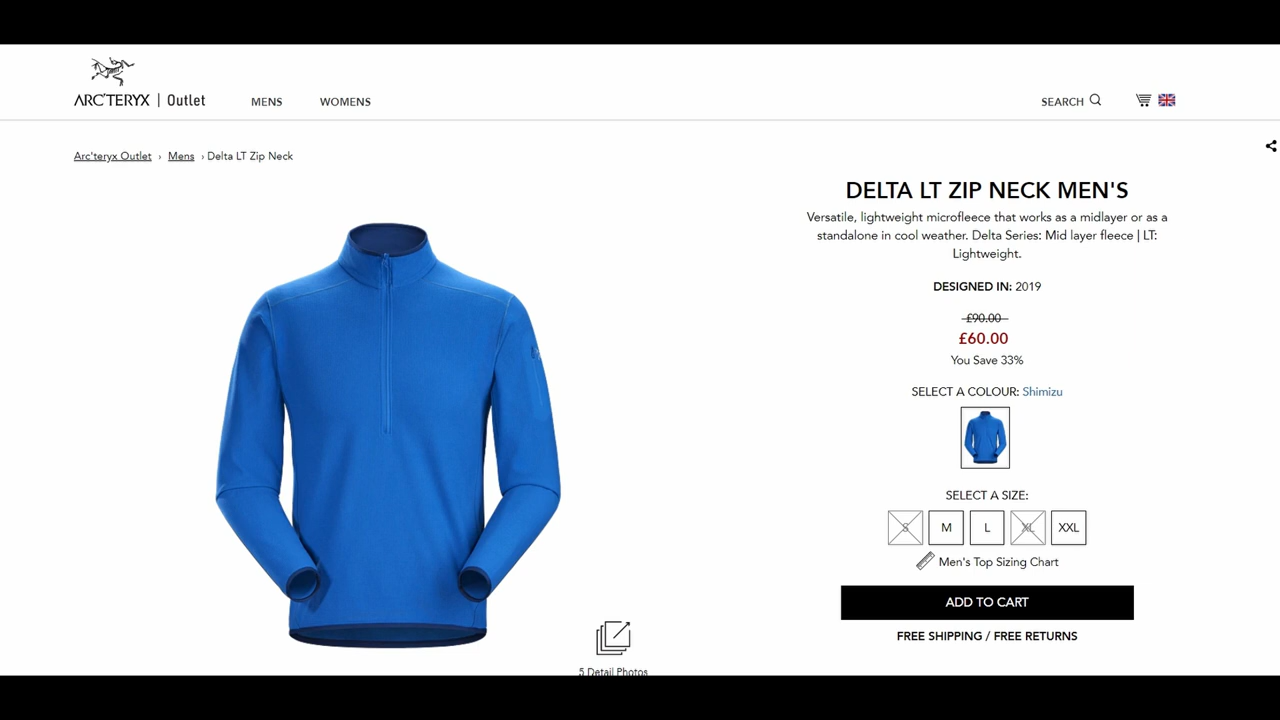 ARC'TERYX | Outlet
MENS
WOMENS
SEARCH
Arc'teryx Outlet › Mens › Delta LT Zip Neck
DELTA LT ZIP NECK MEN'S
Versatile, lightweight microfleece that works as a midlayer or as a
standalone in cool weather. Delta Series: Mid layer fleece | LT:
Lightweight.
DESIGNED IN: 2019
£90.00
£60.00
You Save 33%
SELECT A COLOUR: Shimizu
SELECT A SIZE:
S M L XL XXL
Men's Top Sizing Chart
ADD TO CART
FREE SHIPPING / FREE RETURNS
5 Detail Photos